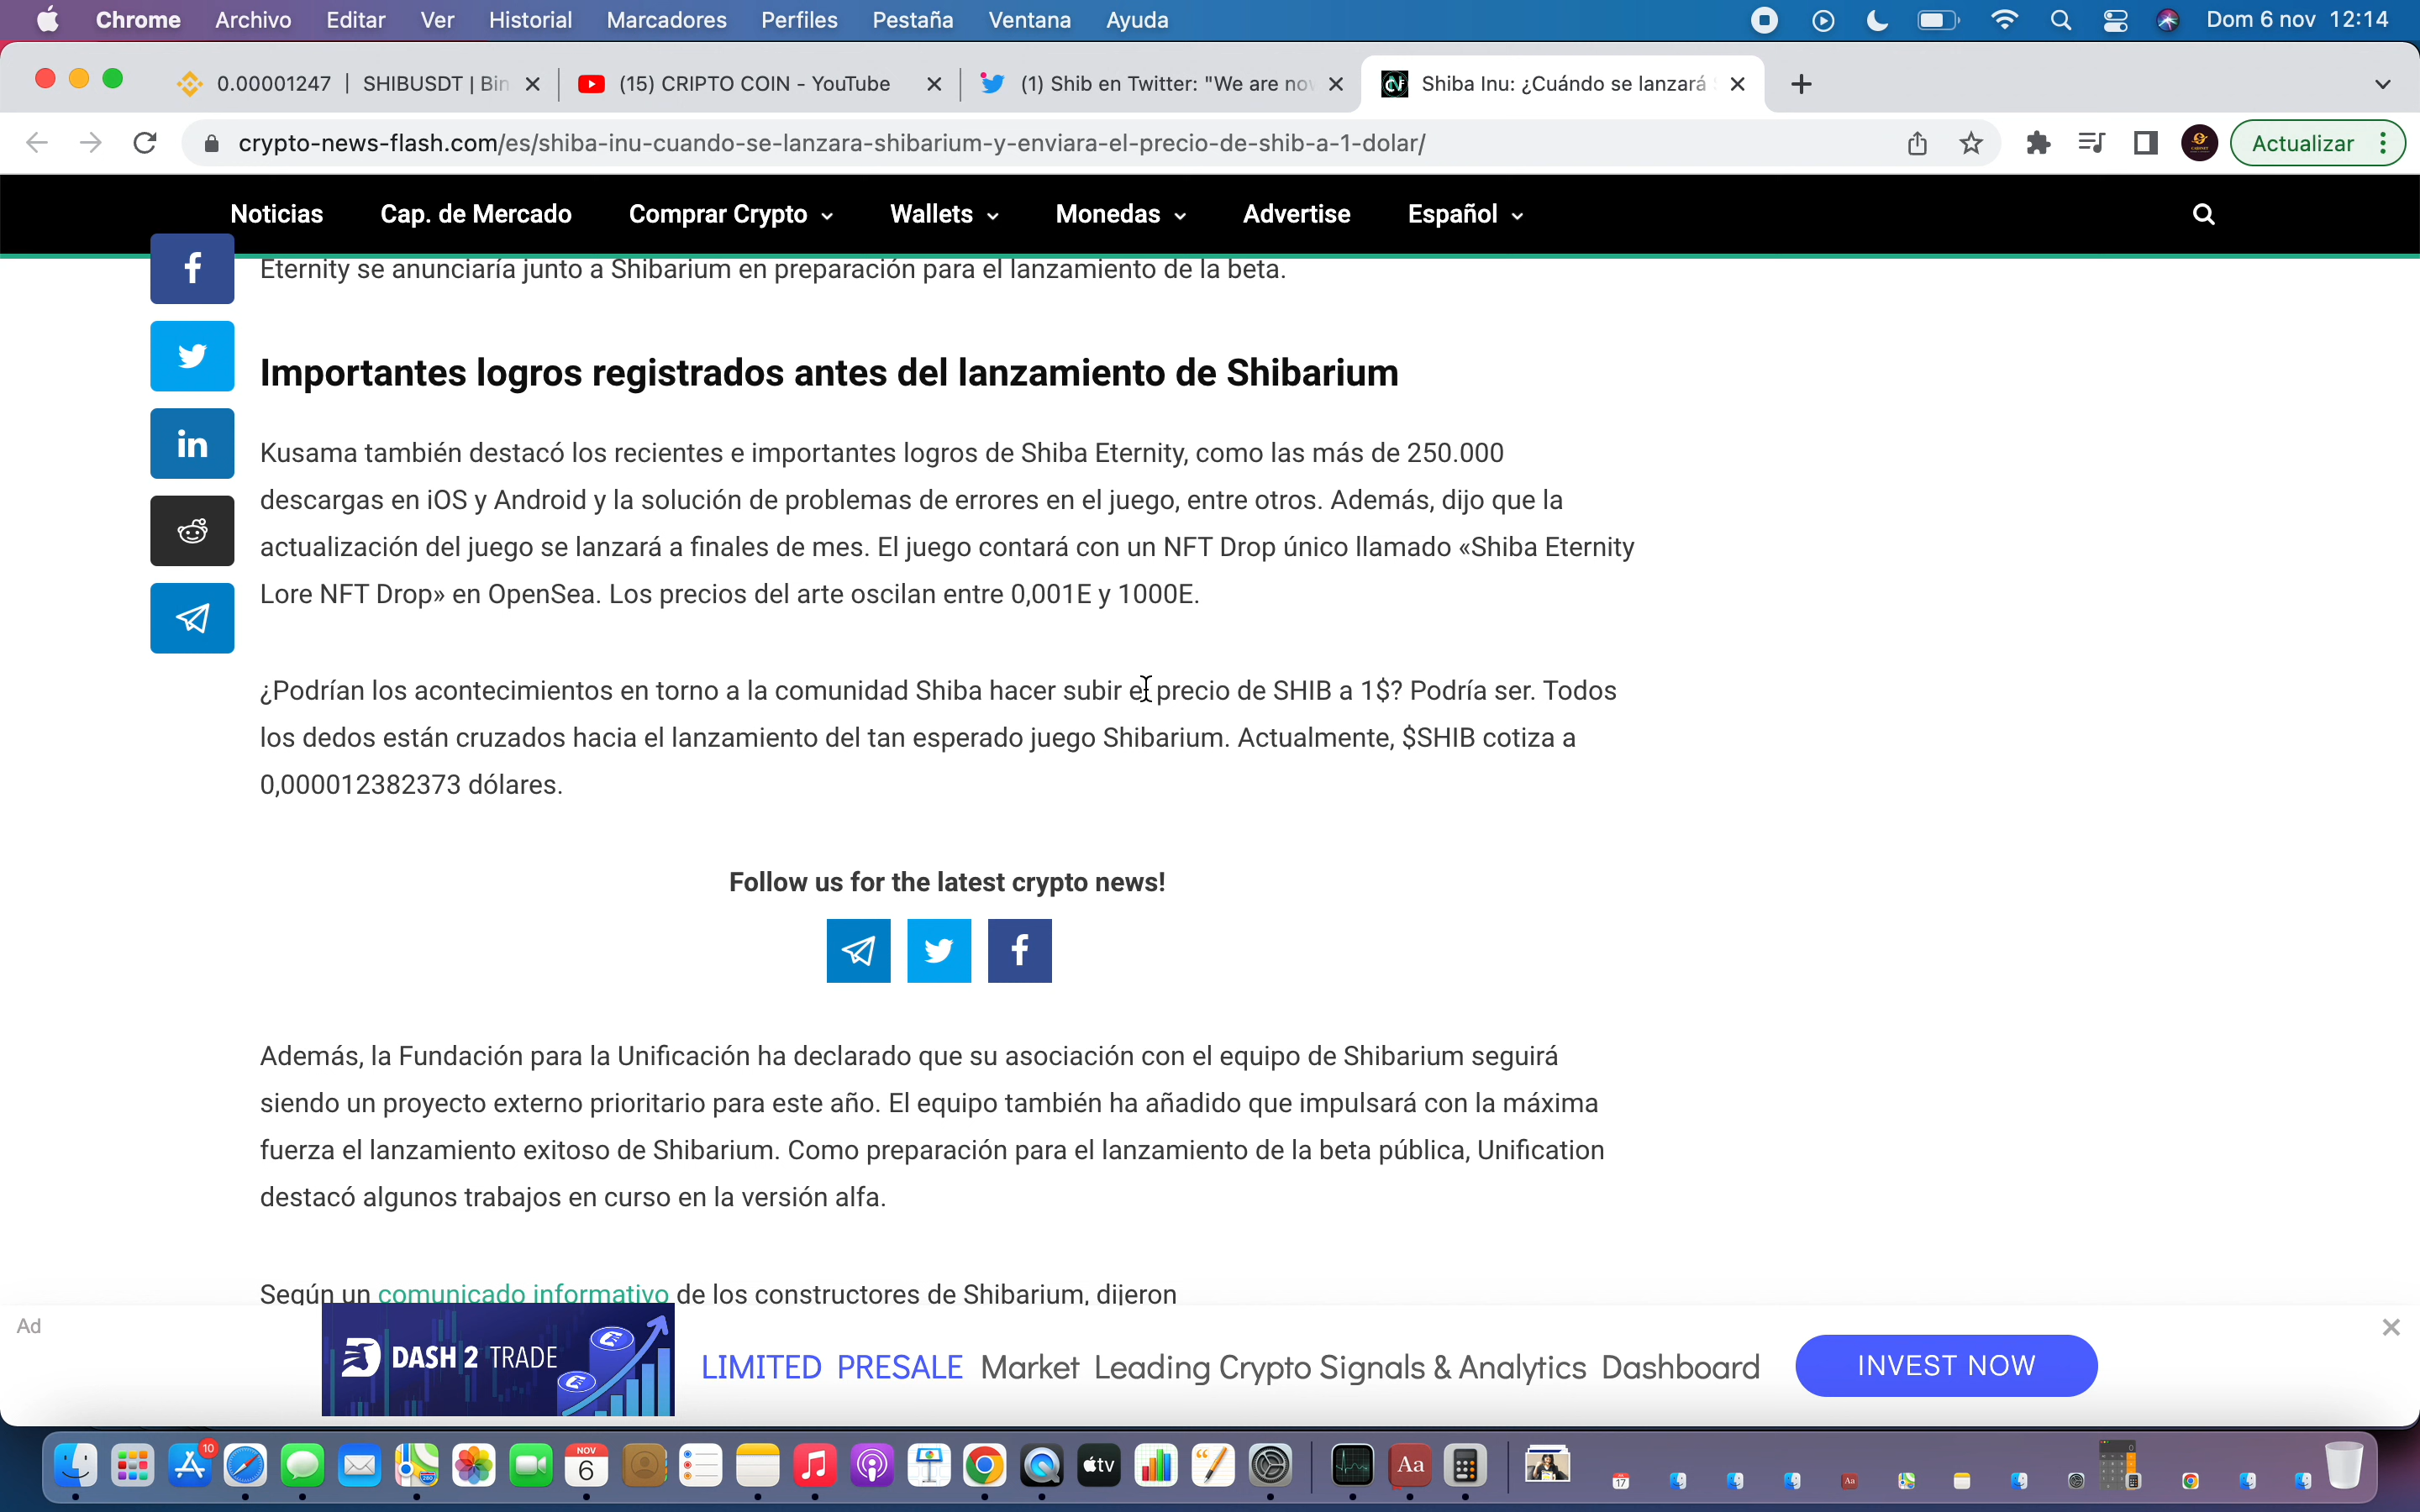 Chrome Archivo Editar Ver Historial Marcadores Perfiles Pestaña Ventana Ayuda Dom 6 nov 12:14
0.00001247 | SHIBUSDT | Bin (15) CRIPTO COIN - YouTube (1) Shib en Twitter: "We are no Shiba Inu: ¿Cuándo se lanzará
crypto-news-flash.com/es/shiba-inu-cuando-se-lanzara-shibarium-y-enviara-el-precio-de-shib-a-1-dolar/ Actualizar
Noticias Cap. de Mercado Comprar Crypto Wallets Monedas Advertise Español
Eternity se anunciaría junto a Shibarium en preparación para el lanzamiento de la beta.
Importantes logros registrados antes del lanzamiento de Shibarium
Kusama también destacó los recientes e importantes logros de Shiba Eternity, como las más de 250.000
descargas en iOS y Android y la solución de problemas de errores en el juego, entre otros. Además, dijo que la
actualización del juego se lanzará a finales de mes. El juego contará con un NFT Drop único llamado «Shiba Eternity
Lore NFT Drop» en OpenSea. Los precios del arte oscilan entre 0,001E y 1000E.
¿Podrían los acontecimientos en torno a la comunidad Shiba hacer subir el precio de SHIB a 1$? Podría ser. Todos
los dedos están cruzados hacia el lanzamiento del tan esperado juego Shibarium. Actualmente, $SHIB cotiza a
0,000012382373 dólares.
Follow us for the latest crypto news!
Además, la Fundación para la Unificación ha declarado que su asociación con el equipo de Shibarium seguirá
siendo un proyecto externo prioritario para este año. El equipo también ha añadido que impulsará con la máxima
fuerza el lanzamiento exitoso de Shibarium. Como preparación para el lanzamiento de la beta pública, Unification
destacó algunos trabajos en curso en la versión alfa.
Según un comunicado informativo de los constructores de Shibarium, dijeron
Ad
DASH 2 TRADE LIMITED PRESALE Market Leading Crypto Signals & Analytics Dashboard INVEST NOW
10 NOV 6 tv Aa 17 Aa